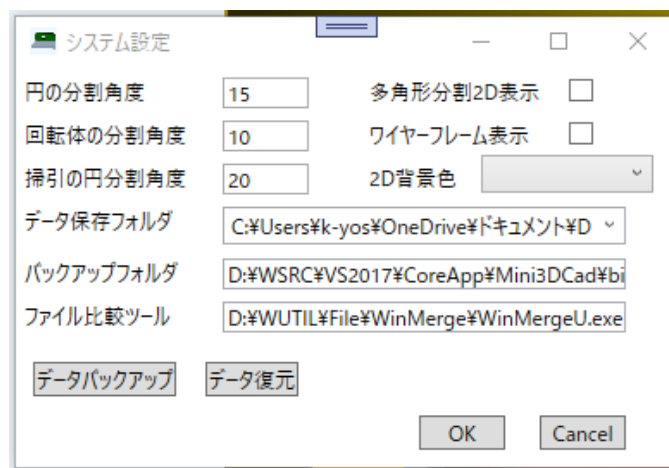 システム設定
円の分割角度 15 多角形分割2D表示
回転体の分割角度 10 ワイヤーフレーム表示
掃引の円分割角度 20 2D背景色
データ保存フォルダ C:¥Users¥k-yos¥OneDrive¥ドキュメント¥D
バックアップフォルダ D:¥WSRC¥VS2017¥CoreApp¥Mini3DCad¥bi
ファイル比較ツール D:¥WUTIL¥File¥WinMerge¥WinMergeU.exe
データバックアップ データ復元
OK Cancel